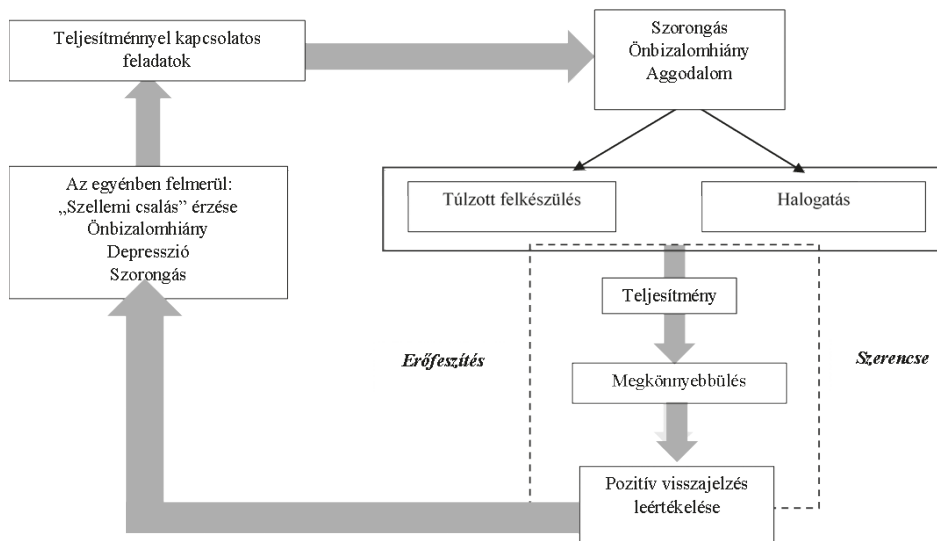 Teljesítménnyel kapcsolatos
feladatok
Szorongás
Önbizalomhiány
Aggodalom
Az egyénben felmerül:
„Szellemi csalás” érzése
Önbizalomhiány
Depresszió
Szorongás
Túlzott felkészülés
Halogatás
Teljesítmény
Erőfeszítés
Szerencse
Megkönnyebbülés
Pozitív visszajelzés
leértékelése